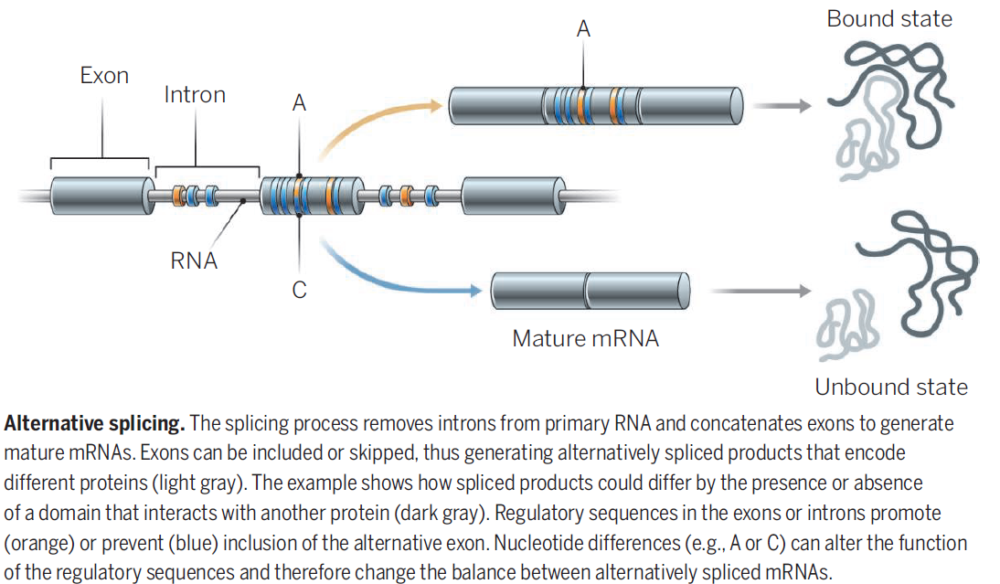 Bound state
A
Exon
Intron
A
RNA
C
Mature mRNA
Unbound state
Alternative splicing. The splicing process removes introns from primary RNA and concatenates exons to generate
mature mRNAs. Exons can be included or skipped, thus generating alternatively spliced products that encode
different proteins (light gray). The example shows how spliced products could differ by the presence or absence
of a domain that interacts with another protein (dark gray). Regulatory sequences in the exons or introns promote
(orange) or prevent (blue) inclusion of the alternative exon. Nucleotide differences (e.g., A or C) can alter the function
of the regulatory sequences and therefore change the balance between alternatively spliced mRNAs.